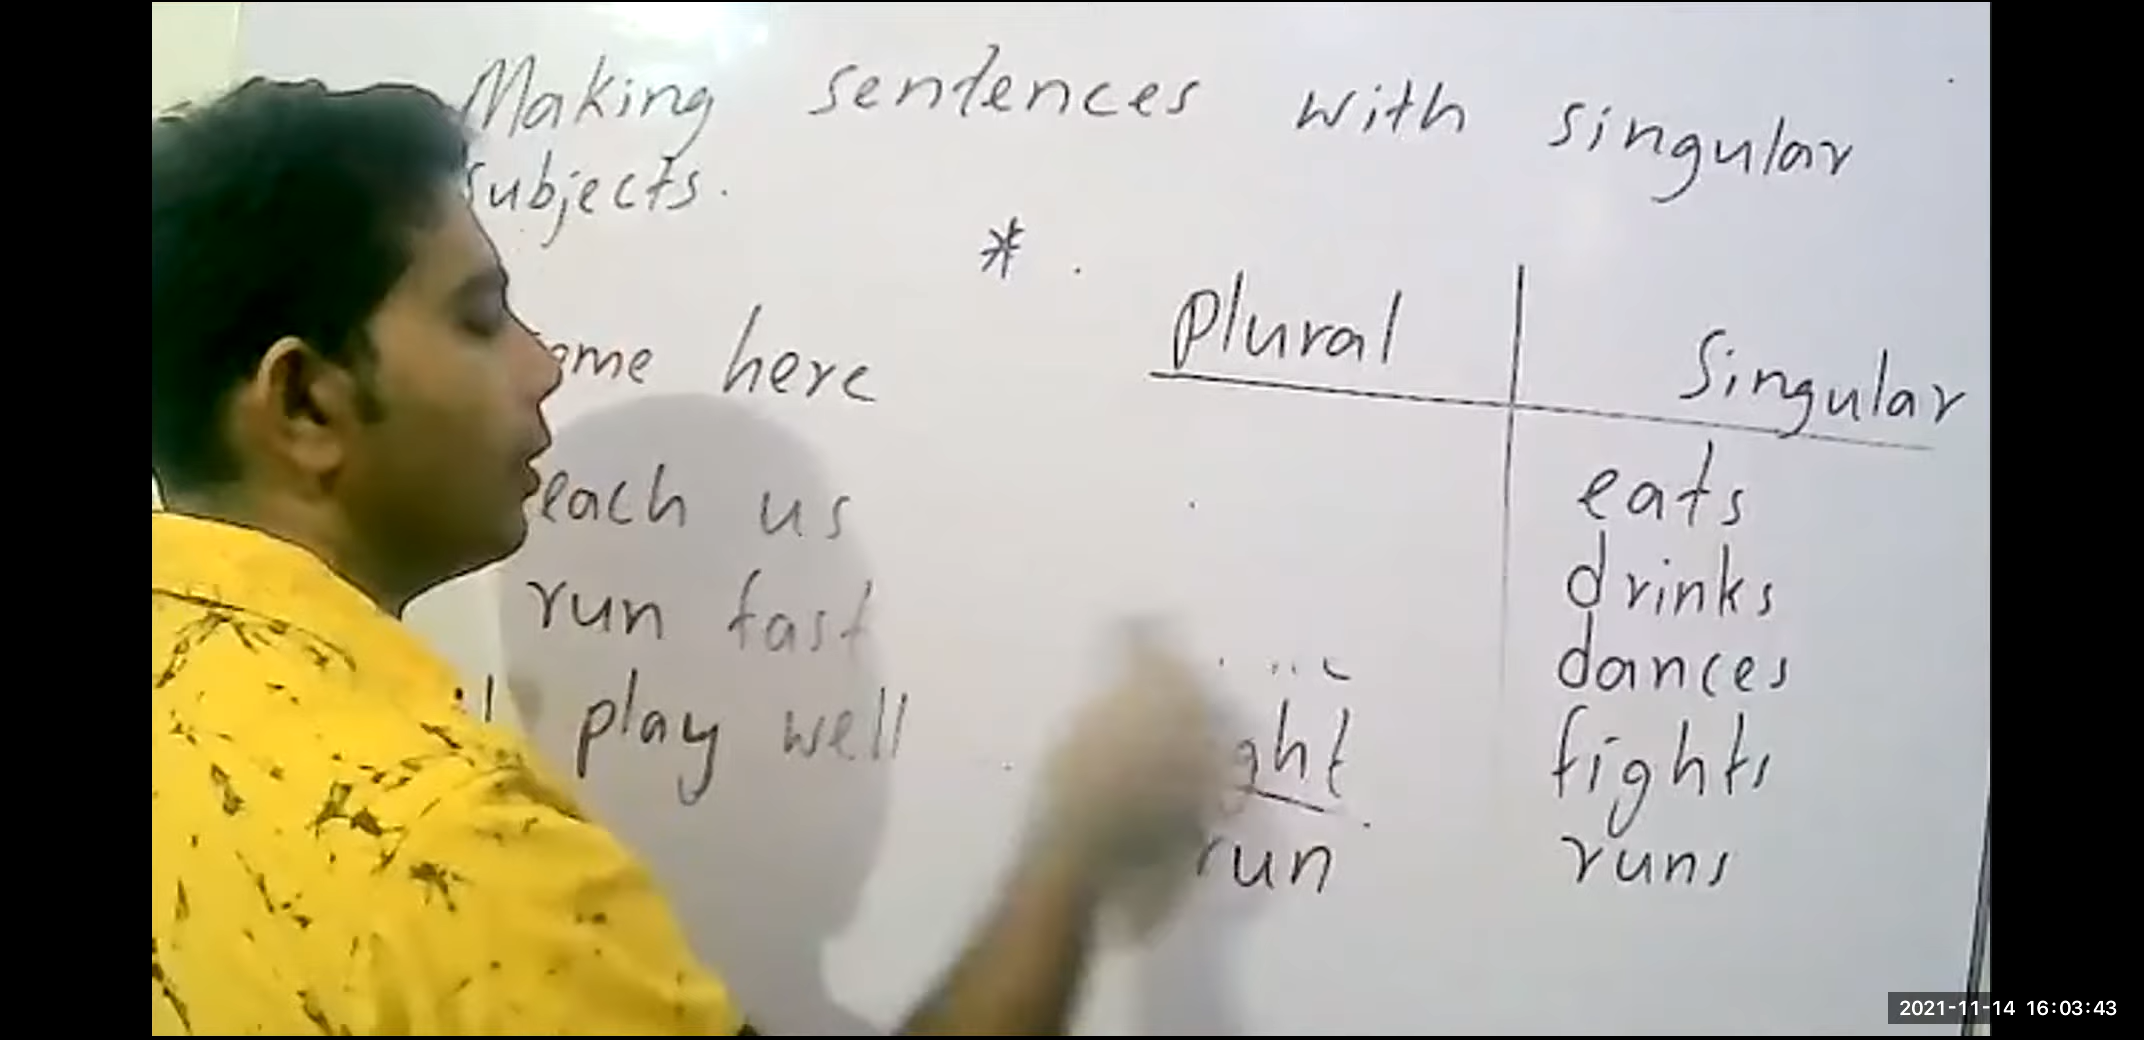 Making sentences with singular
subjects.
*
here
us
run fast
play well
Plural Singular
eats
drinks
dances
fights
run runs
2021-11-14 16:03:43